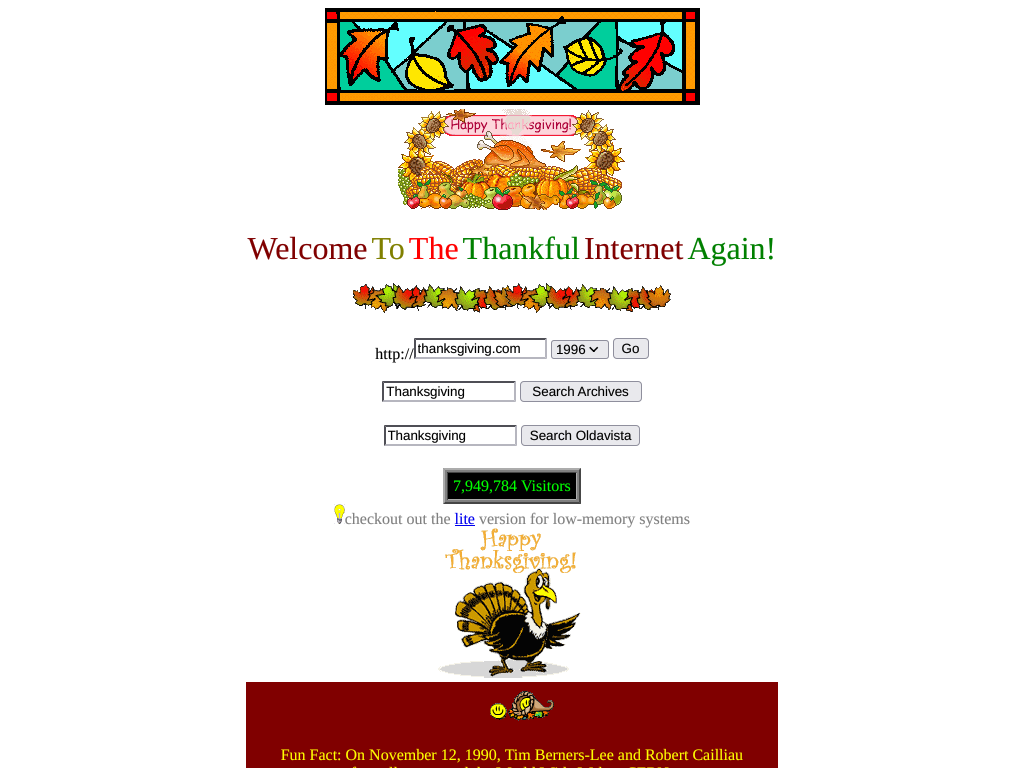 Happy Thanksgiving!
Welcome To The Thankful Internet Again!
http:// thanksgiving.com 1996 Go
Thanksgiving Search Archives
Thanksgiving Search Oldavista
7,949,784 Visitors
checkout out the lite version for low-memory systems
Happy
Thanksgiving!
Fun Fact: On November 12, 1990, Tim Berners-Lee and Robert Cailliau